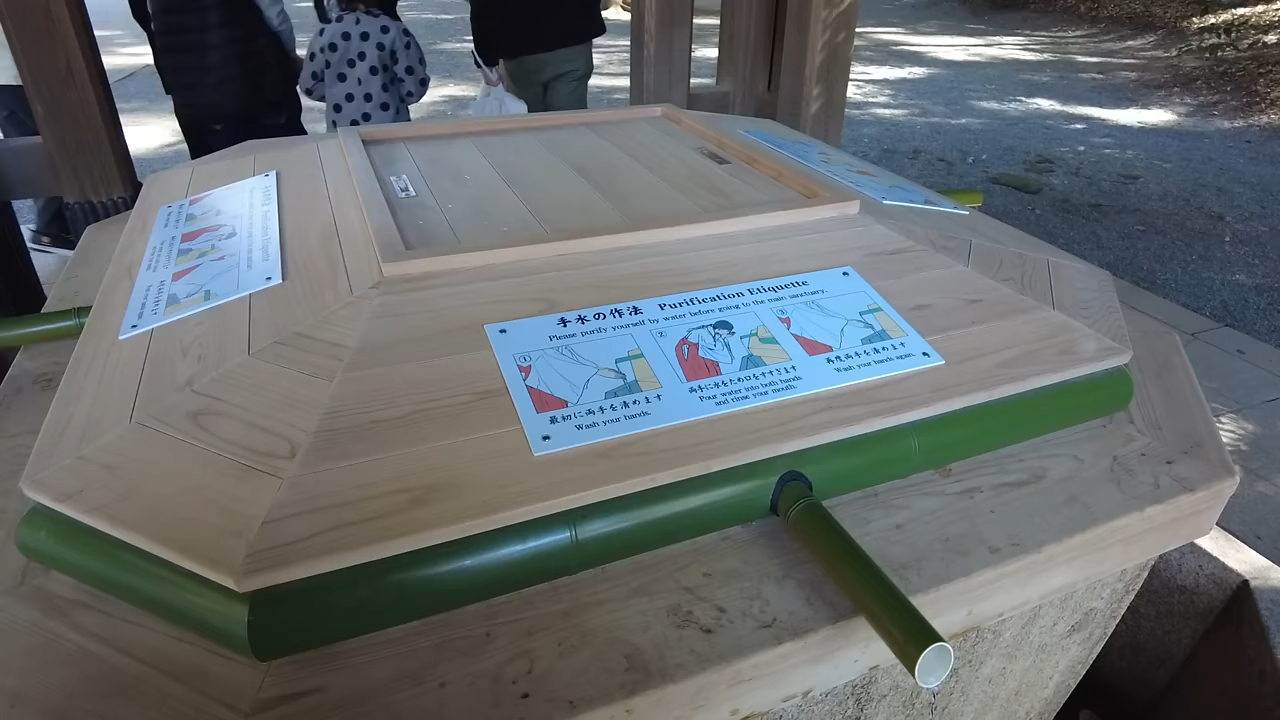 手水の作法 Purification Etiquette
Please purify yourself by water before going to the main sanctuary.
①
最初に両手を清めます
Wash your hands.
②
両手に水をため口をすすぎます
Pour water into both hands
and rinse your mouth.
③
再度両手を清めます
Wash your hands again.